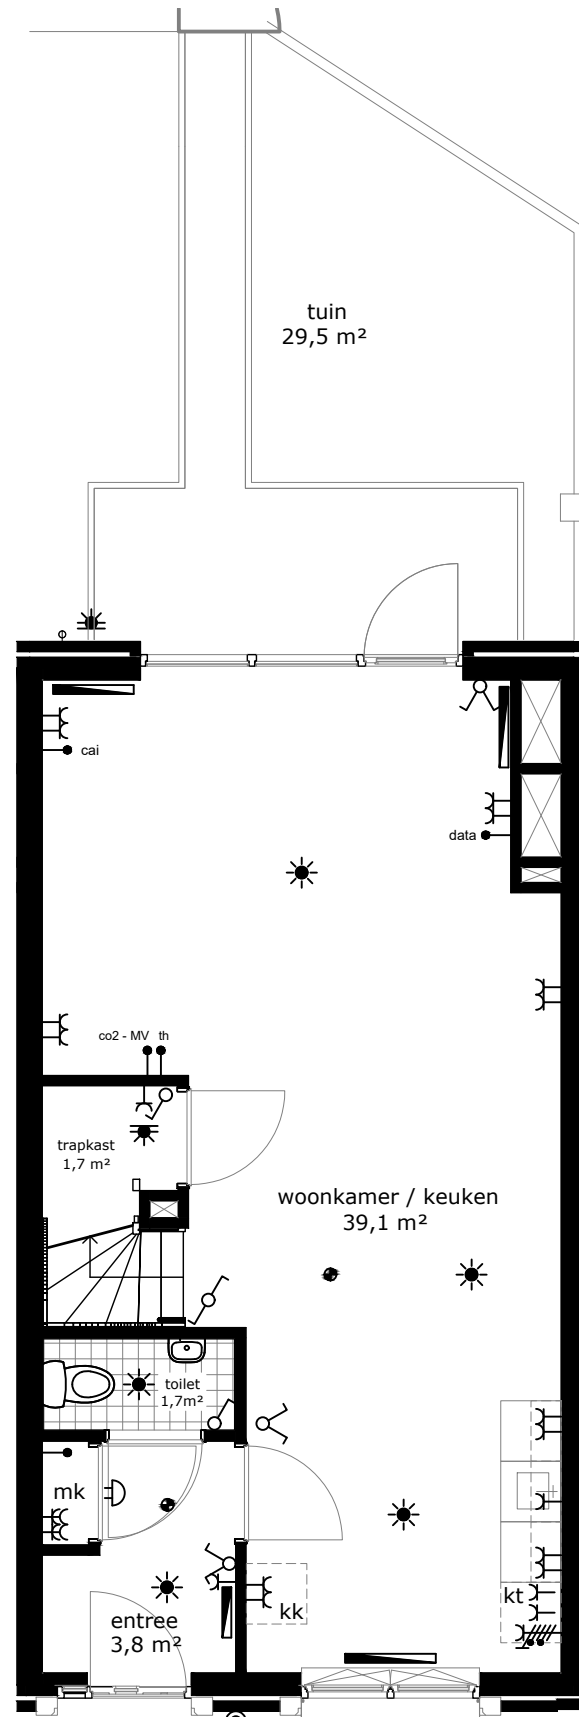 tuin
29,5 m²
cai
data
co2 - MV th
trapkast
1,7 m²
woonkamer / keuken
39,1 m²
toilet
1,7m²
mk
kt
kk
entree
3,8 m²